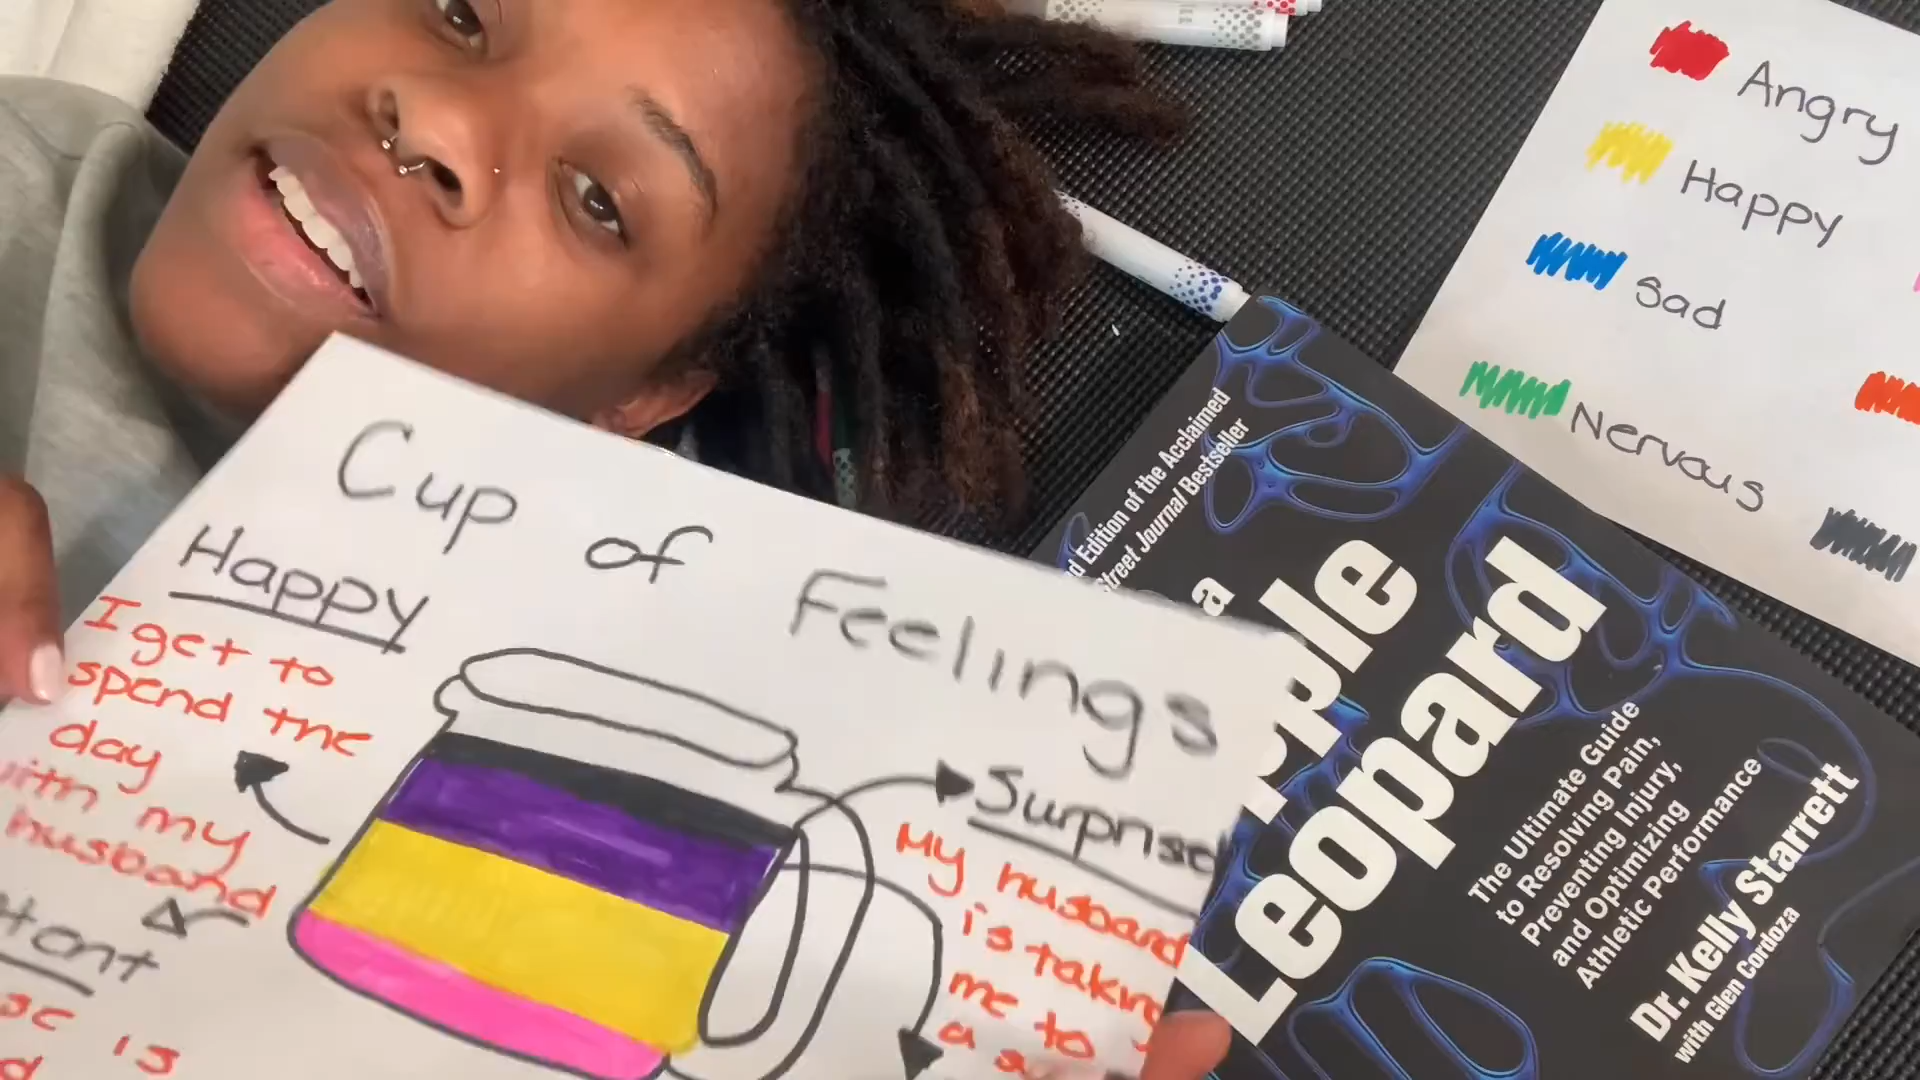 Cup of Feelings
Happy
I get to
spend the
day
my
husband
is
Surprised
My husband
is taking
me to
a
Angry
Happy
Sad
Nervous
Edition of the Acclaimed
Street Journal Bestseller
a
Leopard
The Ultimate Guide
to Resolving Pain,
Preventing Injury,
and Optimizing
Athletic Performance
Dr. Kelly Starrett
with Glen Cordoza